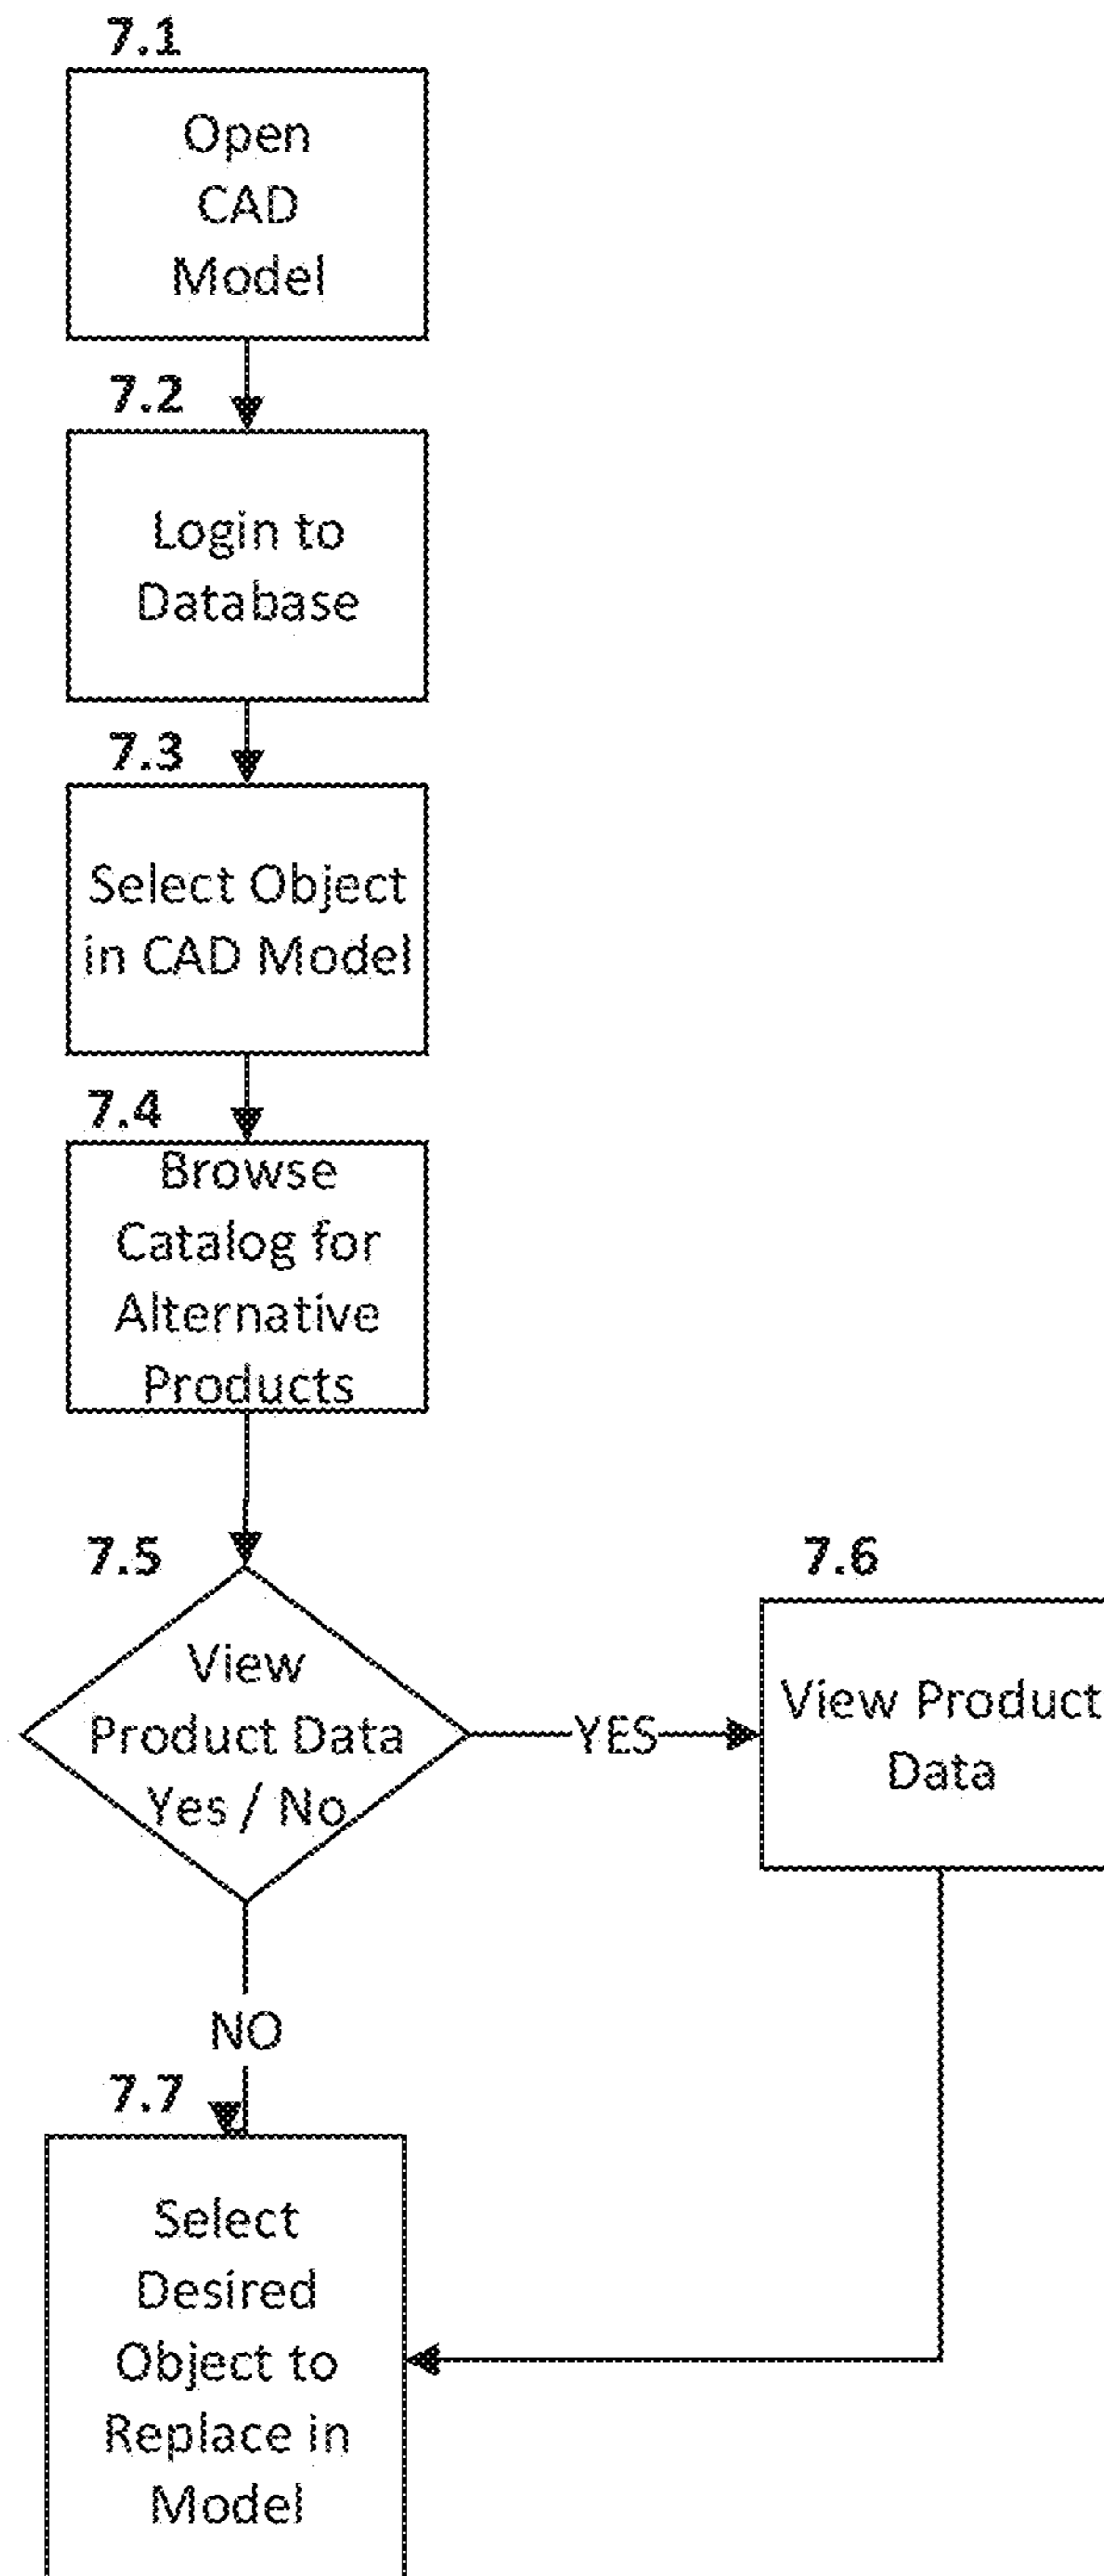 7.1
Open
CAD
Model
7.2
Login to
Database
7.3
Select Object
in CAD Model
7.4
Browse
Catalog for
Alternative
Products
7.5
View
Product Data
Yes / No
YES
7.6
View Product
Data
NO
7.7
Select
Desired
Object to
Replace in
Model